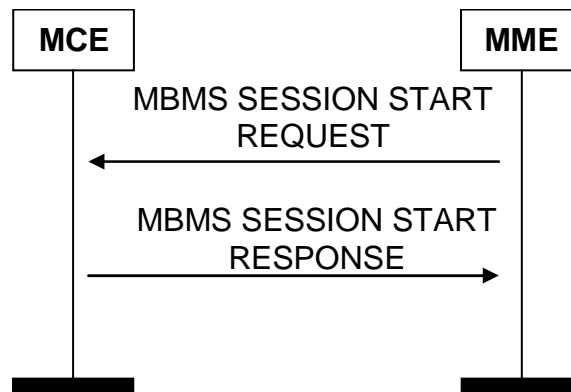 MCE
MME
MBMS SESSION START
REQUEST
MBMS SESSION START
RESPONSE